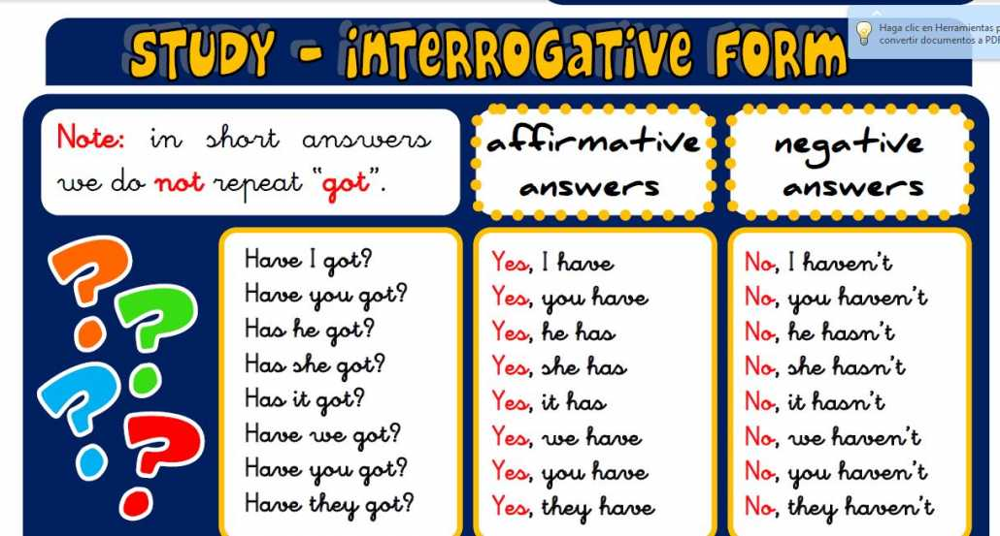 STUDY - INTERROGATIVE FORM
Haga clic en Herramientas
convertir documentos a PDF
Note: in short answers
we do not repeat "got".
affirmative
answers
negative
answers
Have I got?
Have you got?
Has he got?
Has she got?
Has it got?
Have we got?
Have you got?
Have they got?
Yes, I have
Yes, you have
Yes, he has
Yes, she has
Yes, it has
Yes, we have
Yes, you have
Yes, they have
No, I haven't
No, you haven't
No, he hasn't
No, she hasn't
No, it hasn't
No, we haven't
No, you haven't
No, they haven't